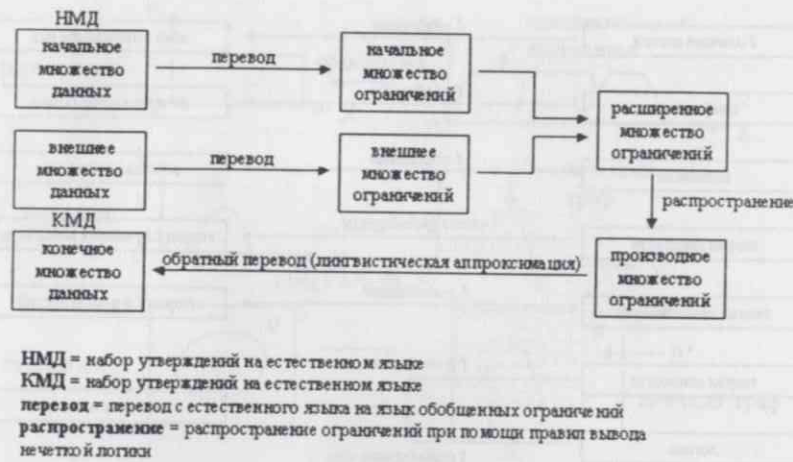 НМД
начальное
множество
данных
перевод
начальное
множество
ограничений
внешнее
множество
данных
перевод
внешнее
множество
ограничений
расширенное
множество
ограничений
распространение
КМД
конечное
множество
данных
обратный перевод (лингвистическая аппроксимация)
производное
множество
ограничений
НМД = набор утверждений на естественном языке
КМД = набор утверждений на естественном языке
перевод = перевод с естественного языка на язык обобщенных ограничений
распространение = распространение ограничений при помощи правил вывода
нечеткой логики